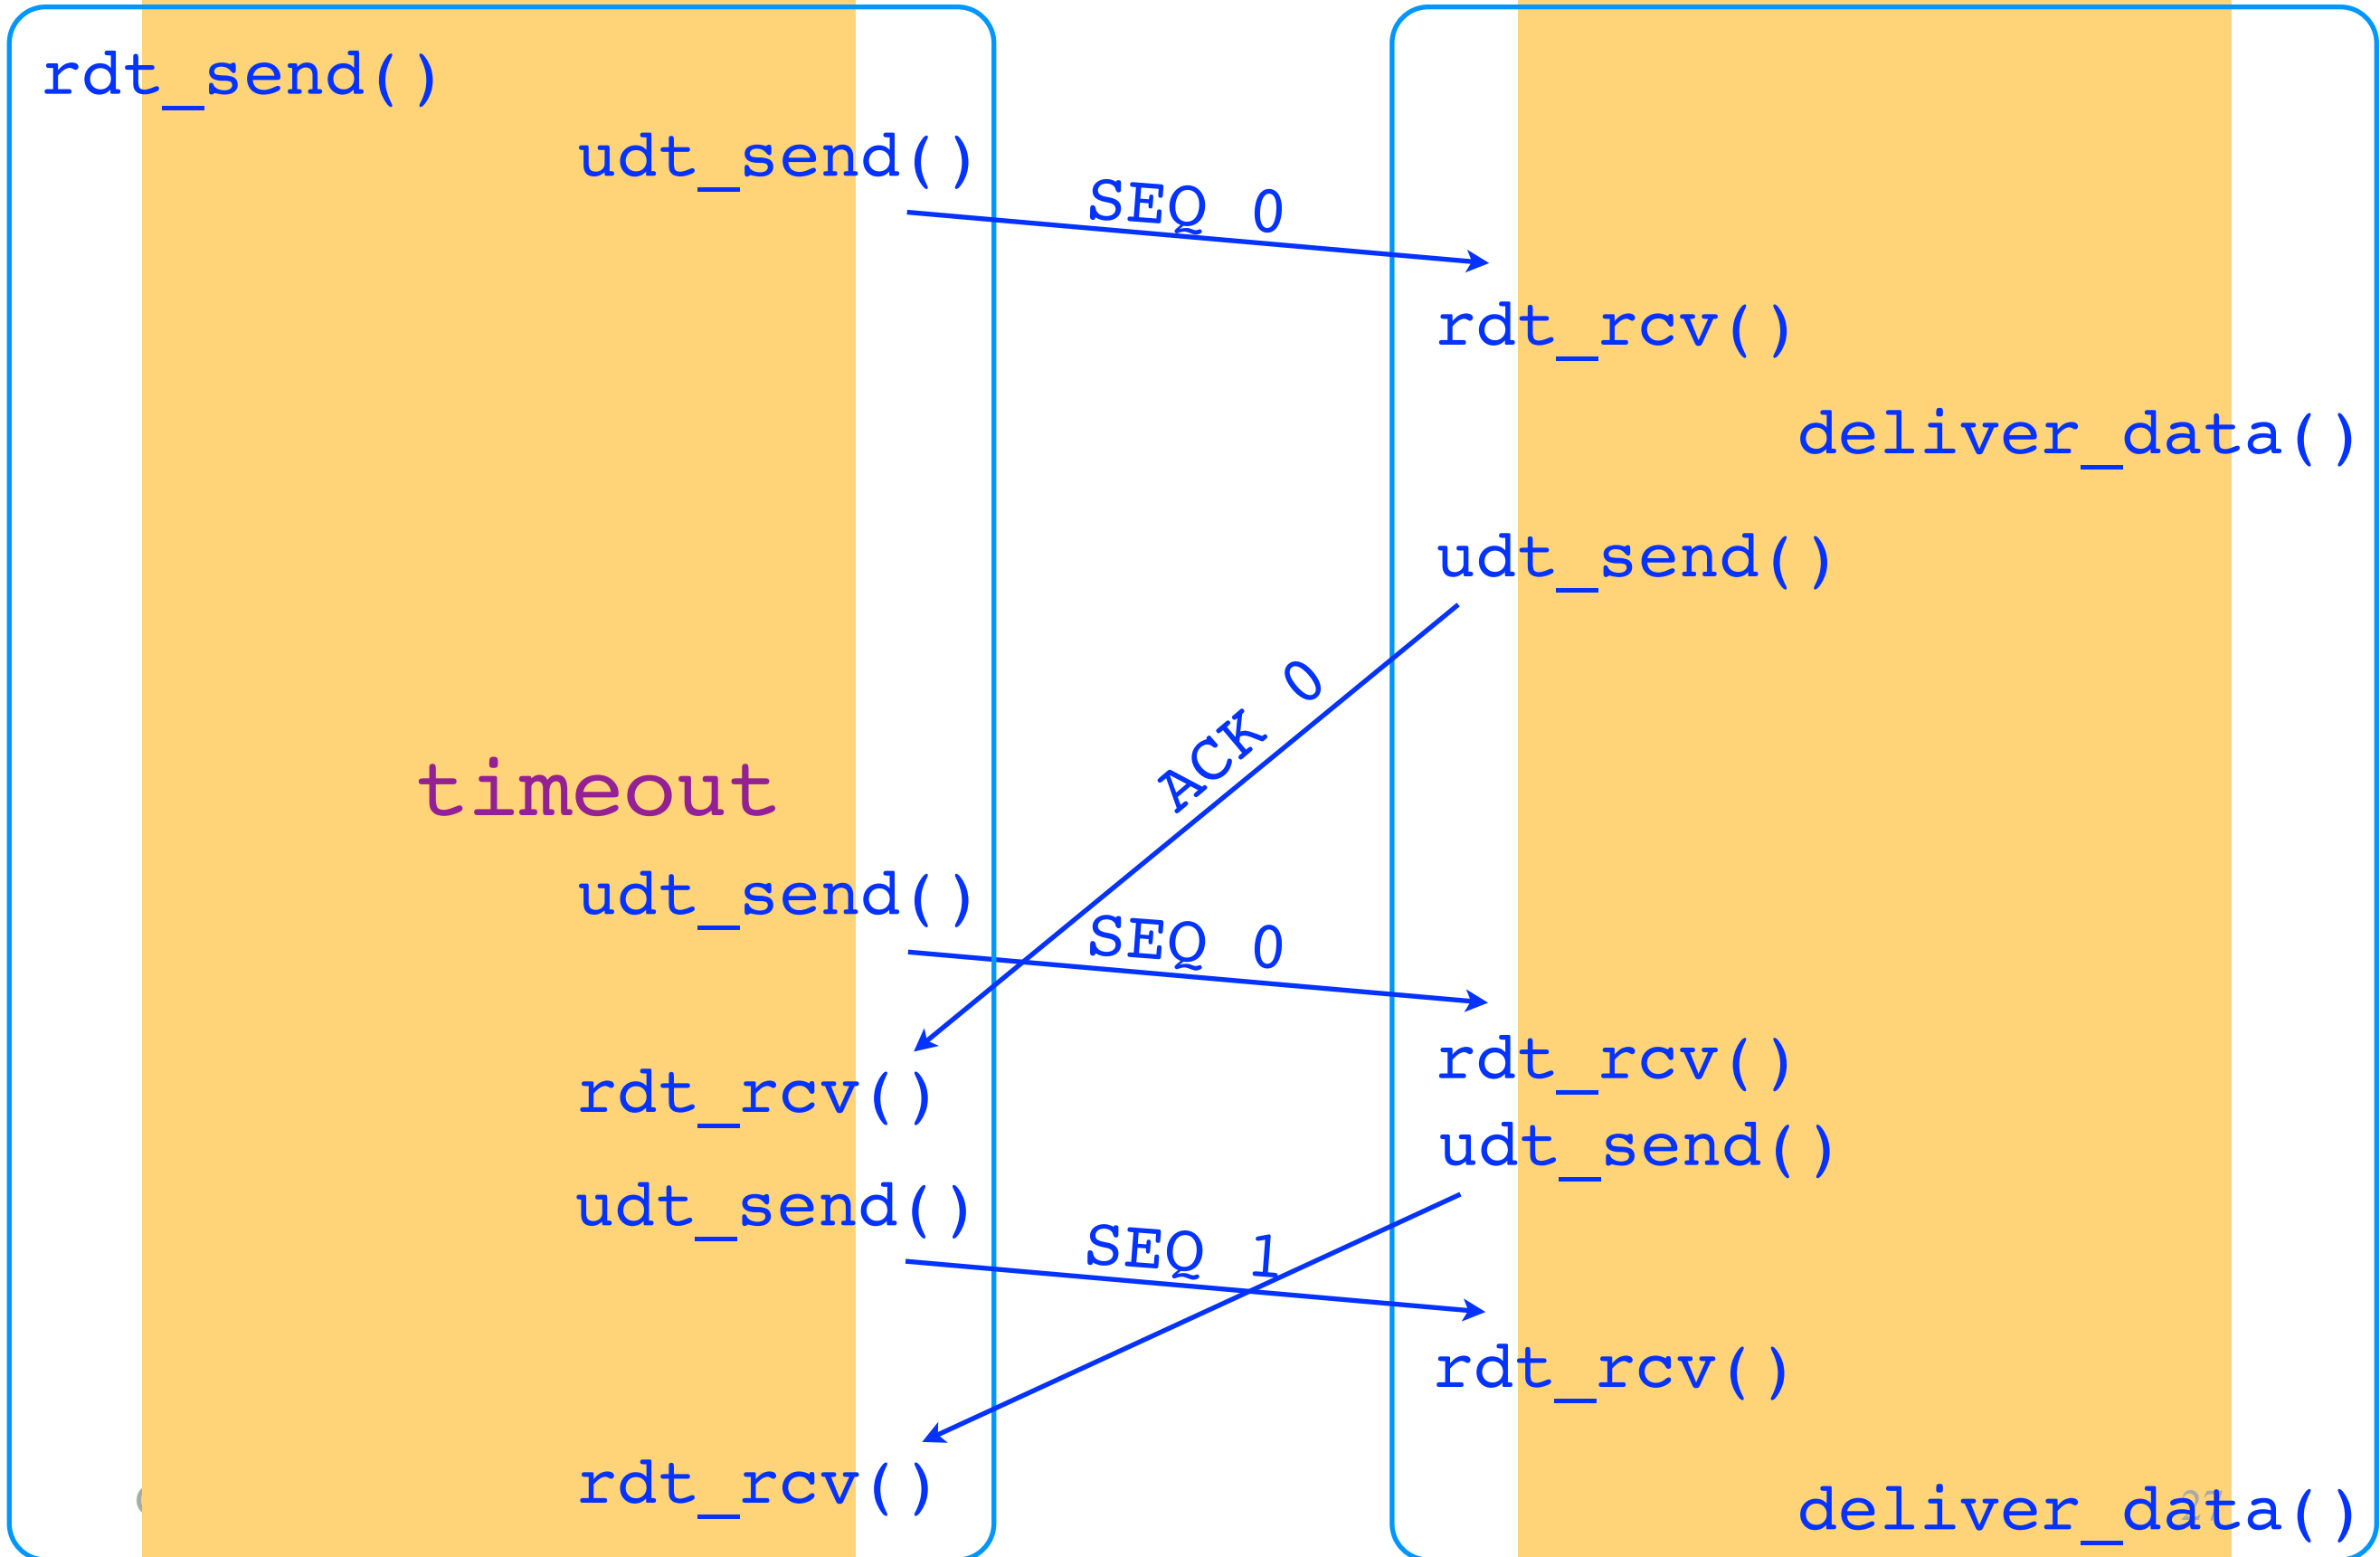 rdt_send()
udt_send()
SEQ 0
rdt_rcv()
deliver_data()
udt_send()
ACK 0
timeout
udt_send()
SEQ 0
rdt_rcv()
rdt_rcv()
udt_send()
udt_send()
SEQ 1
rdt_rcv()
rdt_rcv()
deliver_data()
27